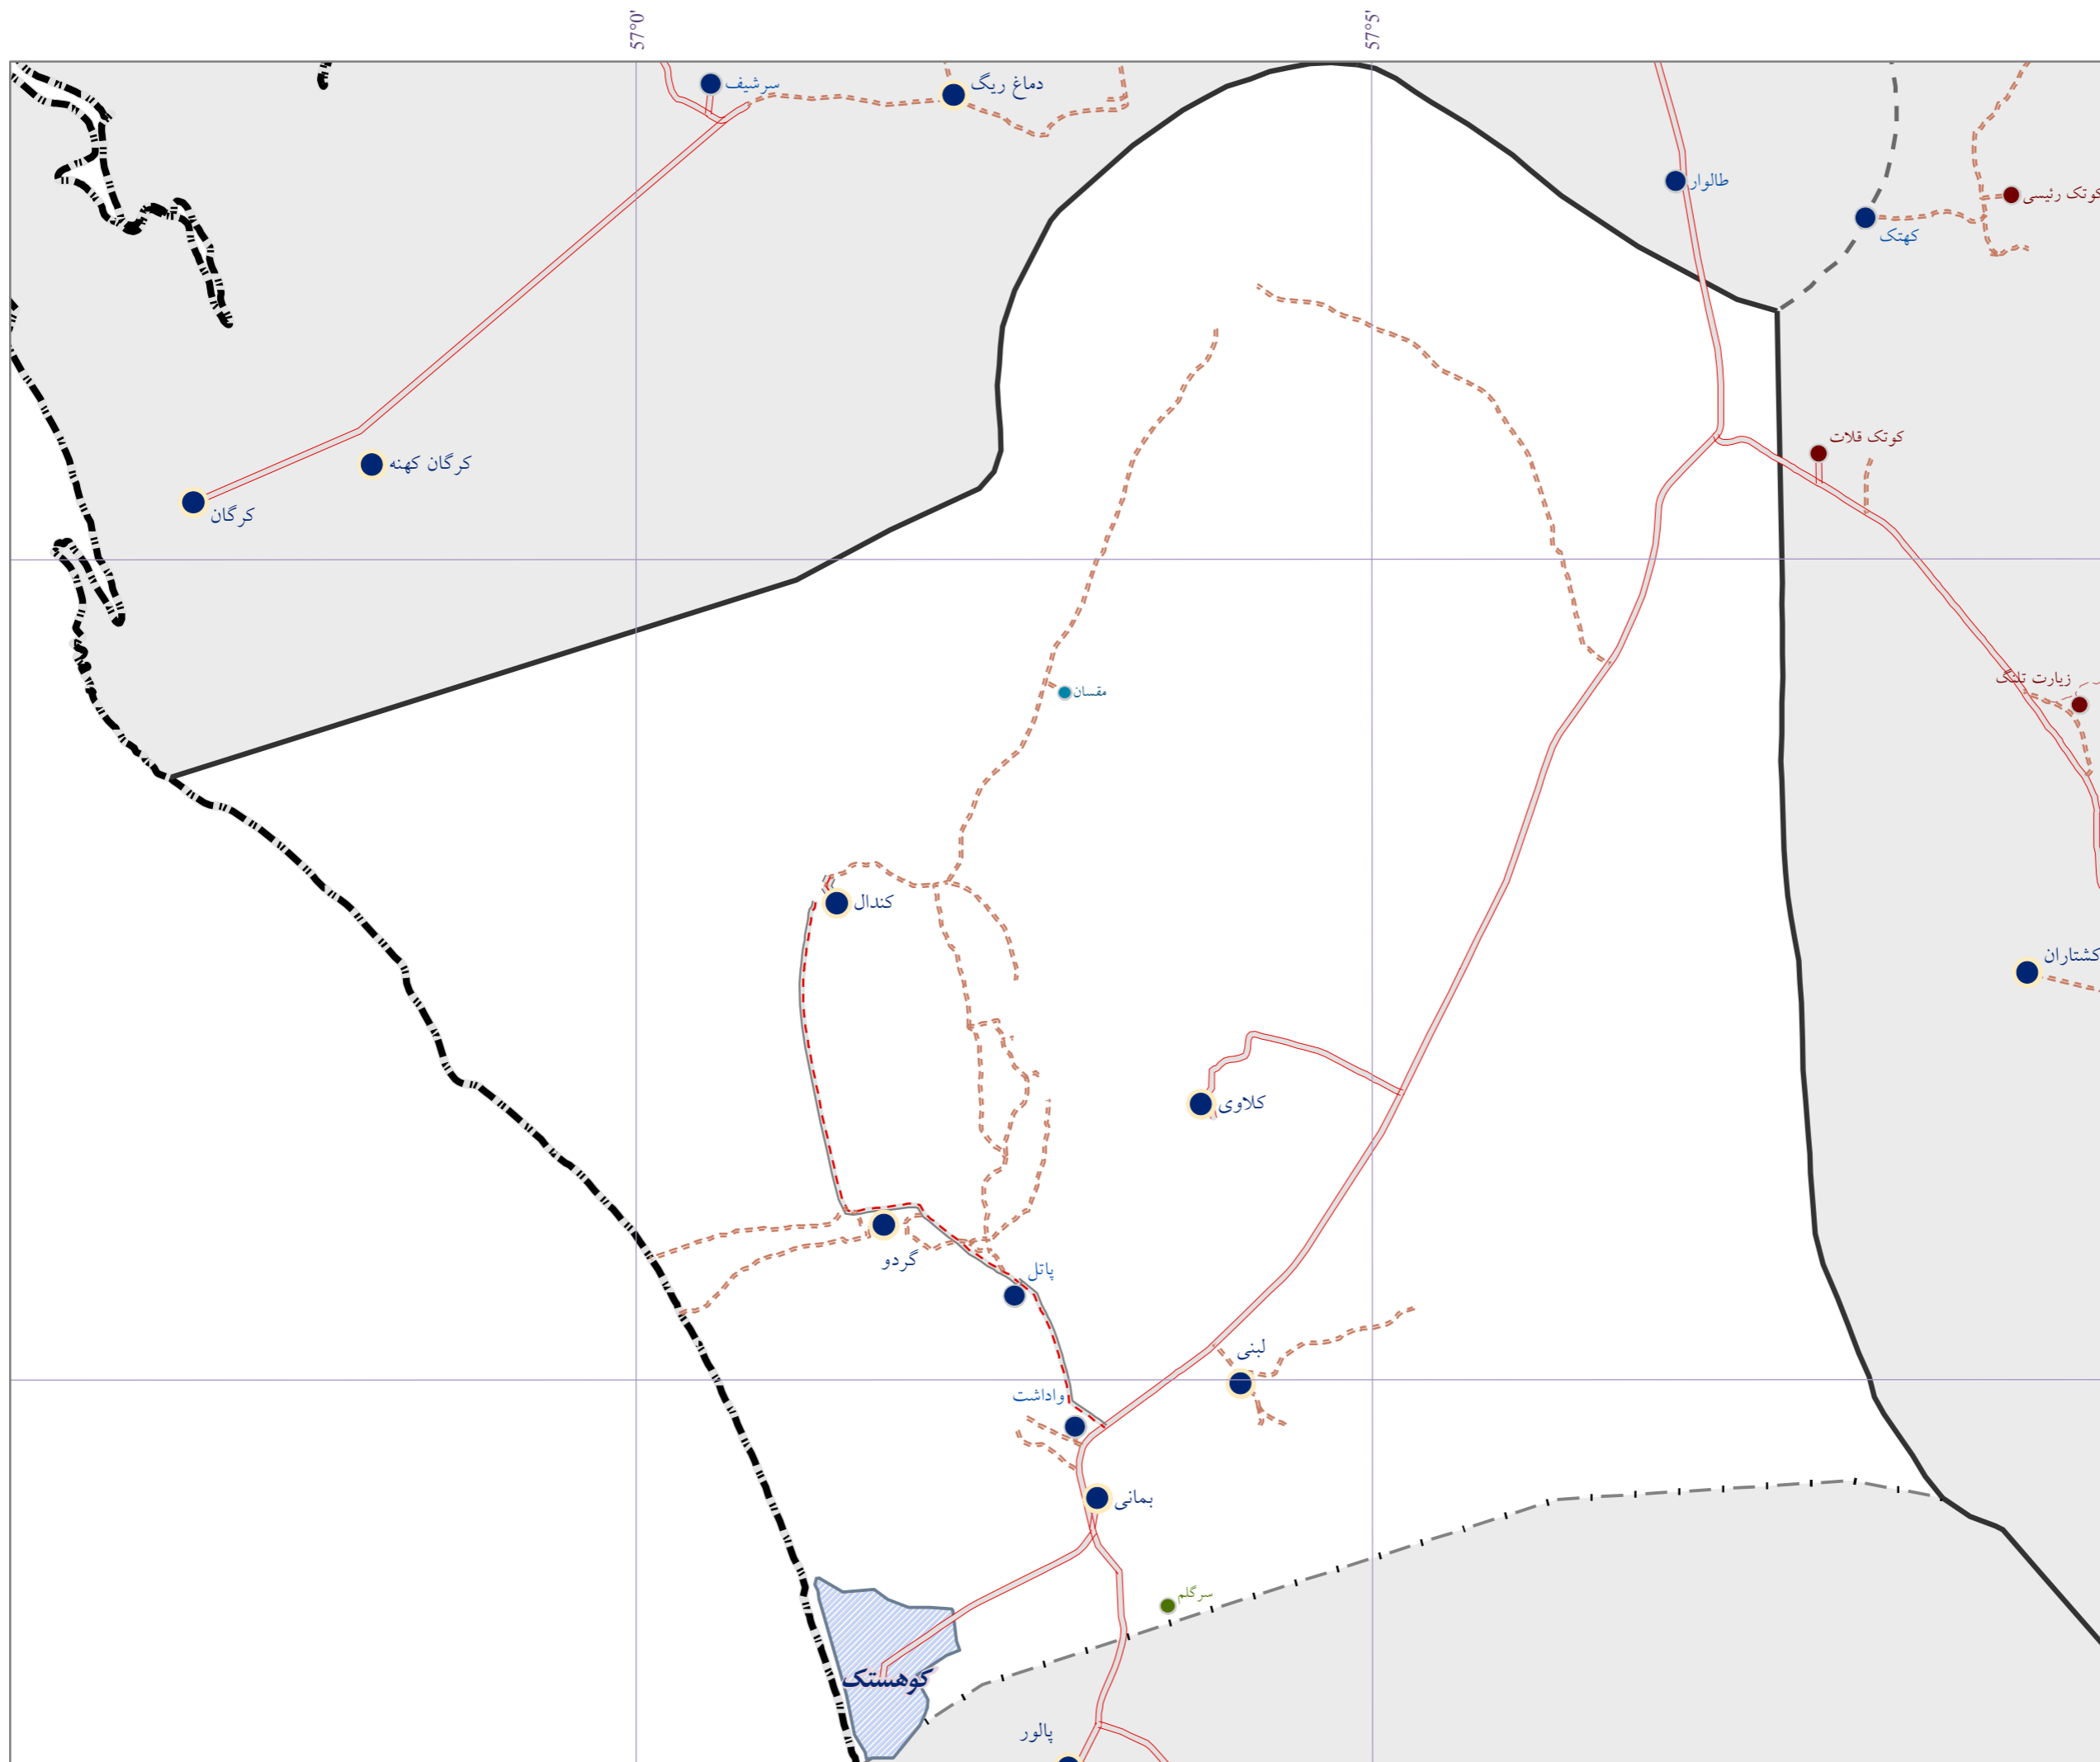 57°0'
57°5'
سرشیف
دماغ ریگ
طالوار
کوتک رئیسی
کهتک
کوتک قلات
کرگان کهنه
کرگان
زیارت تلنگ
مقسان
کندال
کشتاران
کلاوی
گردو
پاتل
لبنی
واداشت
بمانی
سرگلم
کوهستک
پالور